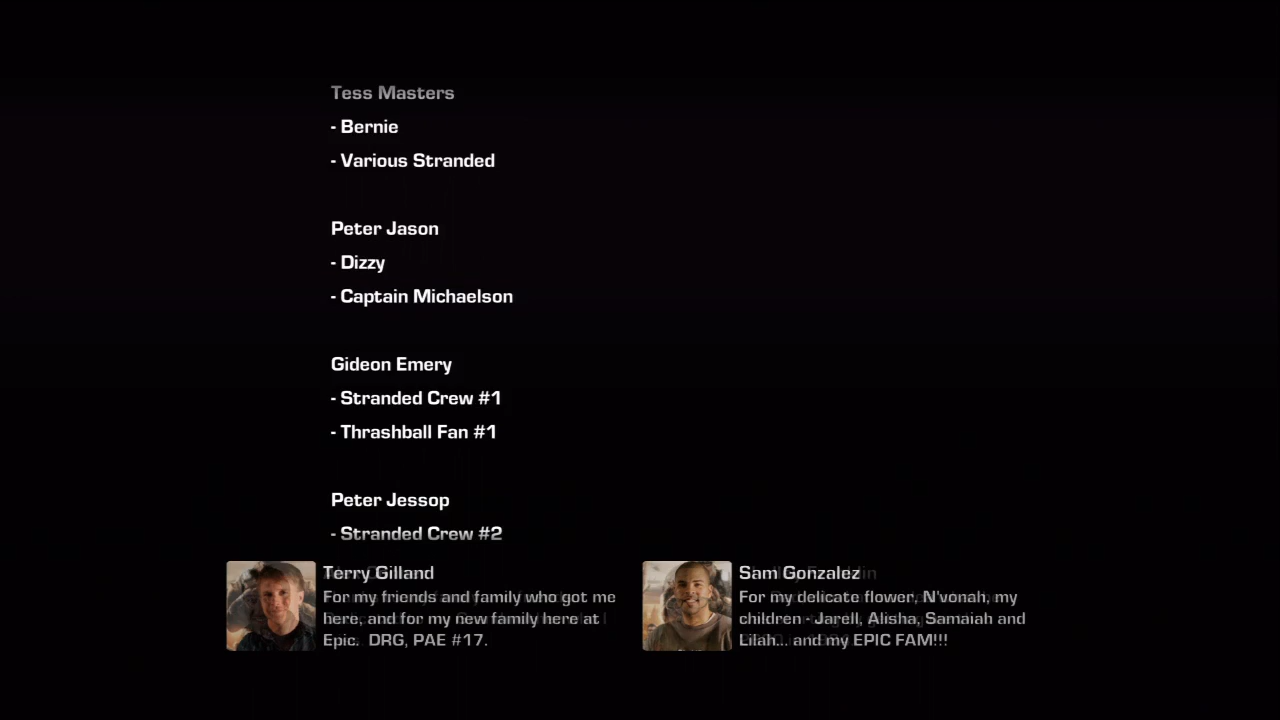 Tess Masters
- Bernie
- Various Stranded
Peter Jason
- Dizzy
- Captain Michaelson
Gideon Emery
- Stranded Crew #1
- Thrashball Fan #1
Peter Jessop
- Stranded Crew #2
Terry Gilland
For my friends and family who got me
here, and for my new family here at
Epic.  DRG, PAE #17.
Sam Gonzalez
For my delicate flower, N'vonah, my
children - Jarell, Alisha, Samaiah and
Lilah... and my EPIC FAM!!!